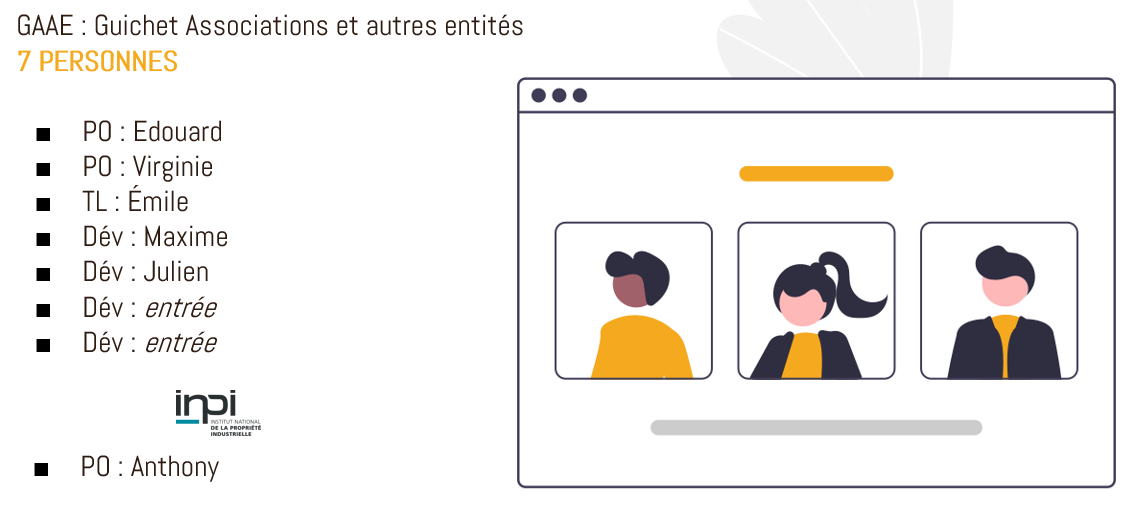 GAAE : Guichet Associations et autres entités
7 PERSONNES
PO : Edouard
PO : Virginie
TL : Émile
Dév : Maxime
Dév : Julien
Dév : entrée
Dév : entrée
inpi
INSTITUT NATIONAL
DE LA PROPRIÉTÉ
INDUSTRIELLE
PO : Anthony